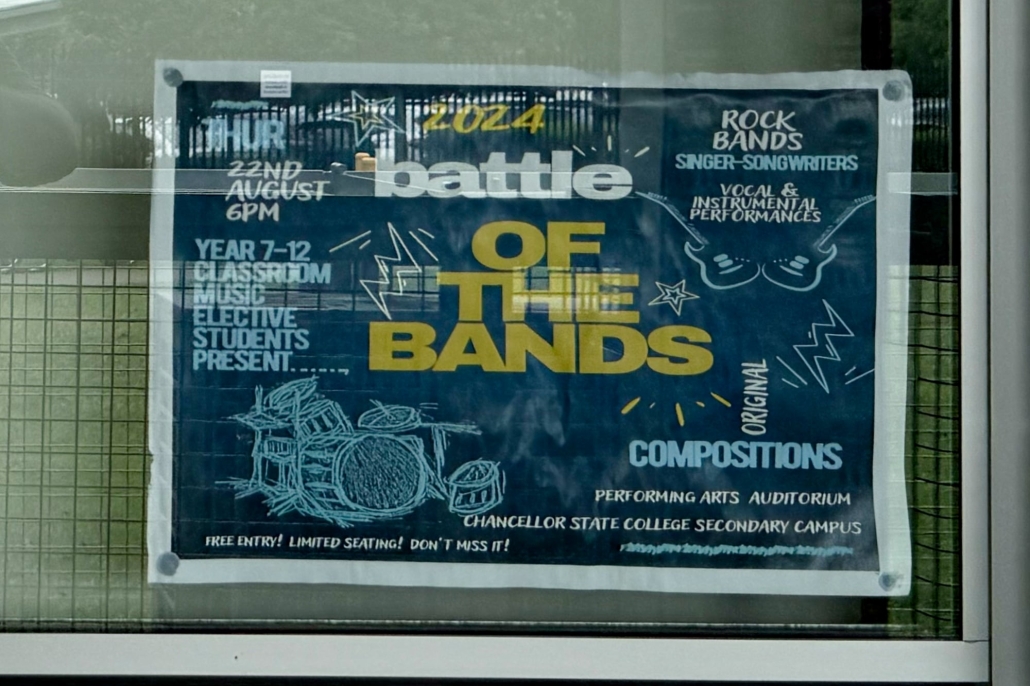 2024
battle
OF
THE
BANDS
THUR
22ND
AUGUST
6PM
YEAR 7-12
CLASSROOM
MUSIC
ELECTIVE
STUDENTS
PRESENT......,
ROCK
BANDS
SINGER-SONGWRITERS
VOCAL &
INSTRUMENTAL
PERFORMANCES
ORIGINAL
COMPOSITIONS
PERFORMING ARTS AUDITORIUM
CHANCELLOR STATE COLLEGE SECONDARY CAMPUS
FREE ENTRY! LIMITED SEATING! DON'T MISS IT!